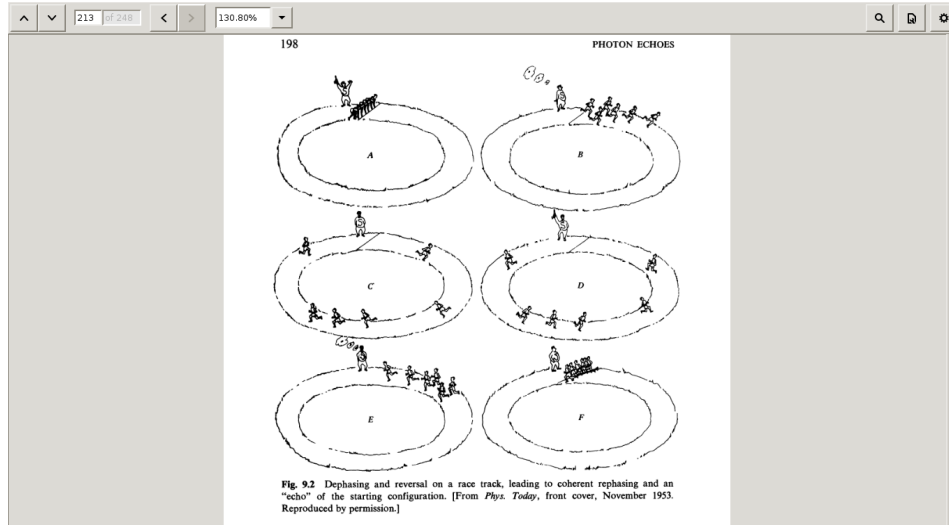 213 of 248
130.80%
198 PHOTON ECHOES
A
B
C
D
E
F
Fig. 9.2 Dephasing and reversal on a race track, leading to coherent rephasing and an
"echo" of the starting configuration. [From Phys. Today, front cover, November 1953.
Reproduced by permission.]